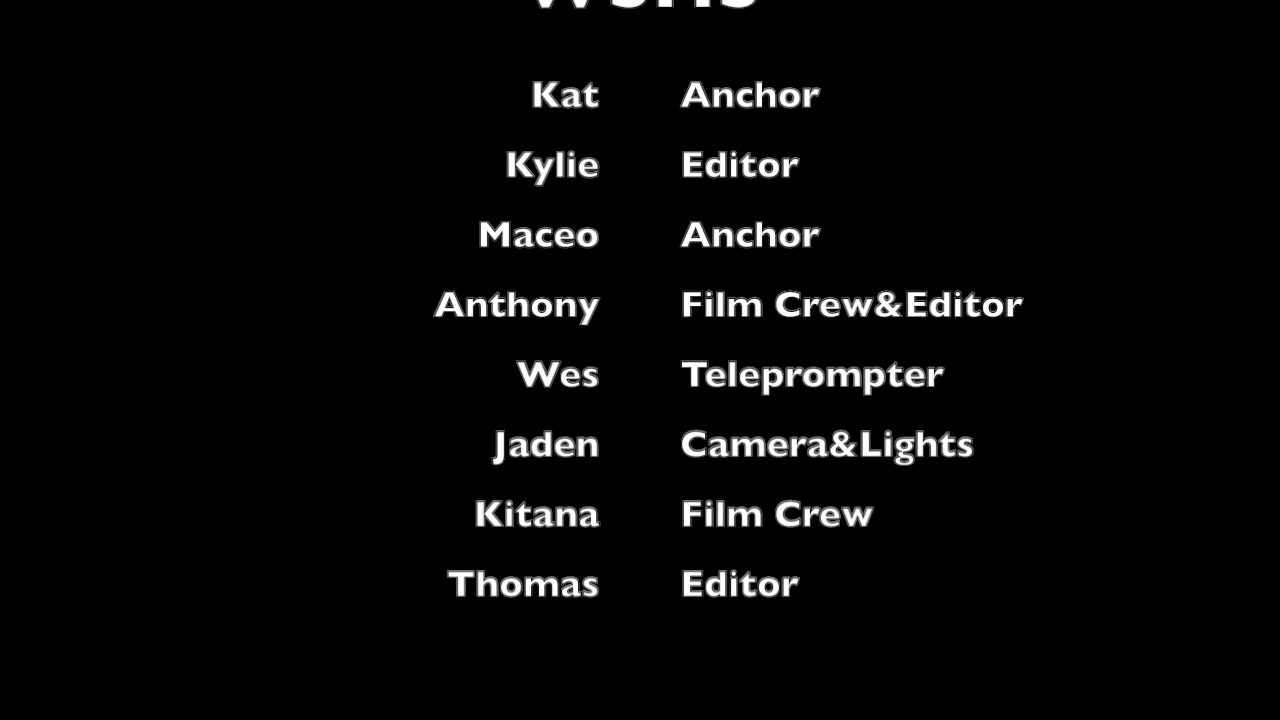 Kat Anchor
Kylie Editor
Maceo Anchor
Anthony Film Crew&Editor
Wes Teleprompter
Jaden Camera&Lights
Kitana Film Crew
Thomas Editor